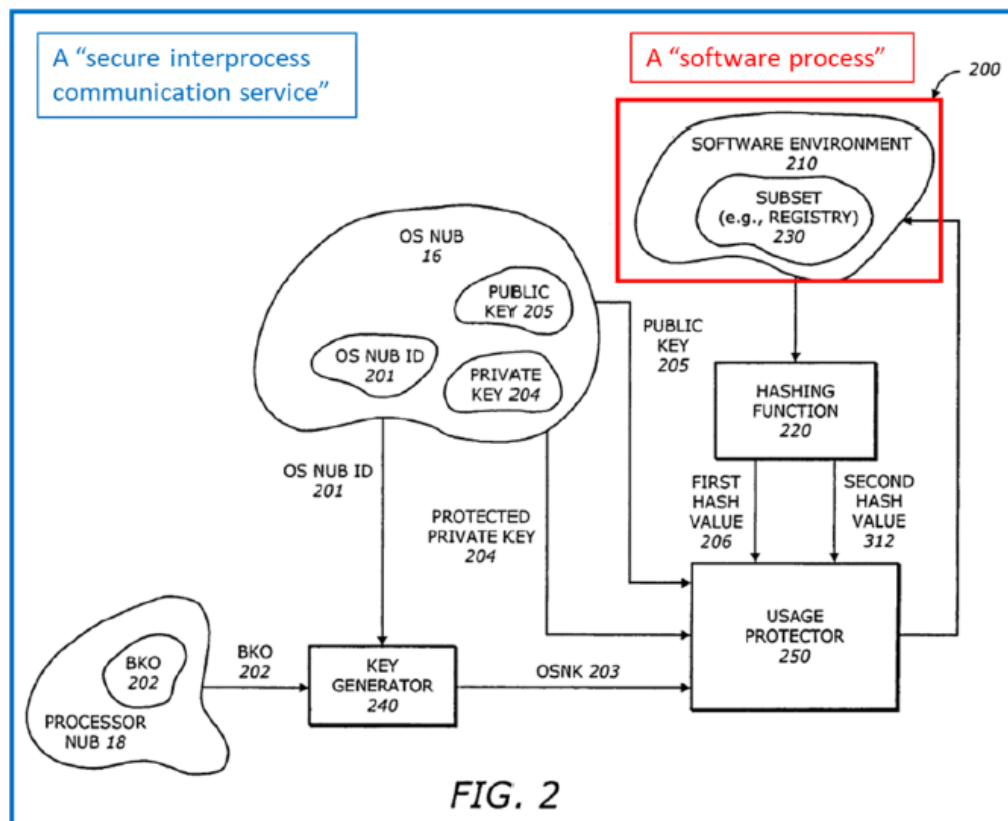 A “secure interprocess
communication service”
A “software process”
200
SOFTWARE ENVIRONMENT
210
SUBSET
(e.g., REGISTRY)
230
OS NUB
16
PUBLIC
KEY 205
OS NUB ID
201
PRIVATE
KEY 204
PUBLIC
KEY
205
HASHING
FUNCTION
220
OS NUB ID
201
PROTECTED
PRIVATE KEY
204
FIRST
HASH
VALUE
206
SECOND
HASH
VALUE
312
USAGE
PROTECTOR
250
BKO
202
PROCESSOR
NUB 18
BKO
202
KEY
GENERATOR
240
OSNK 203
FIG. 2